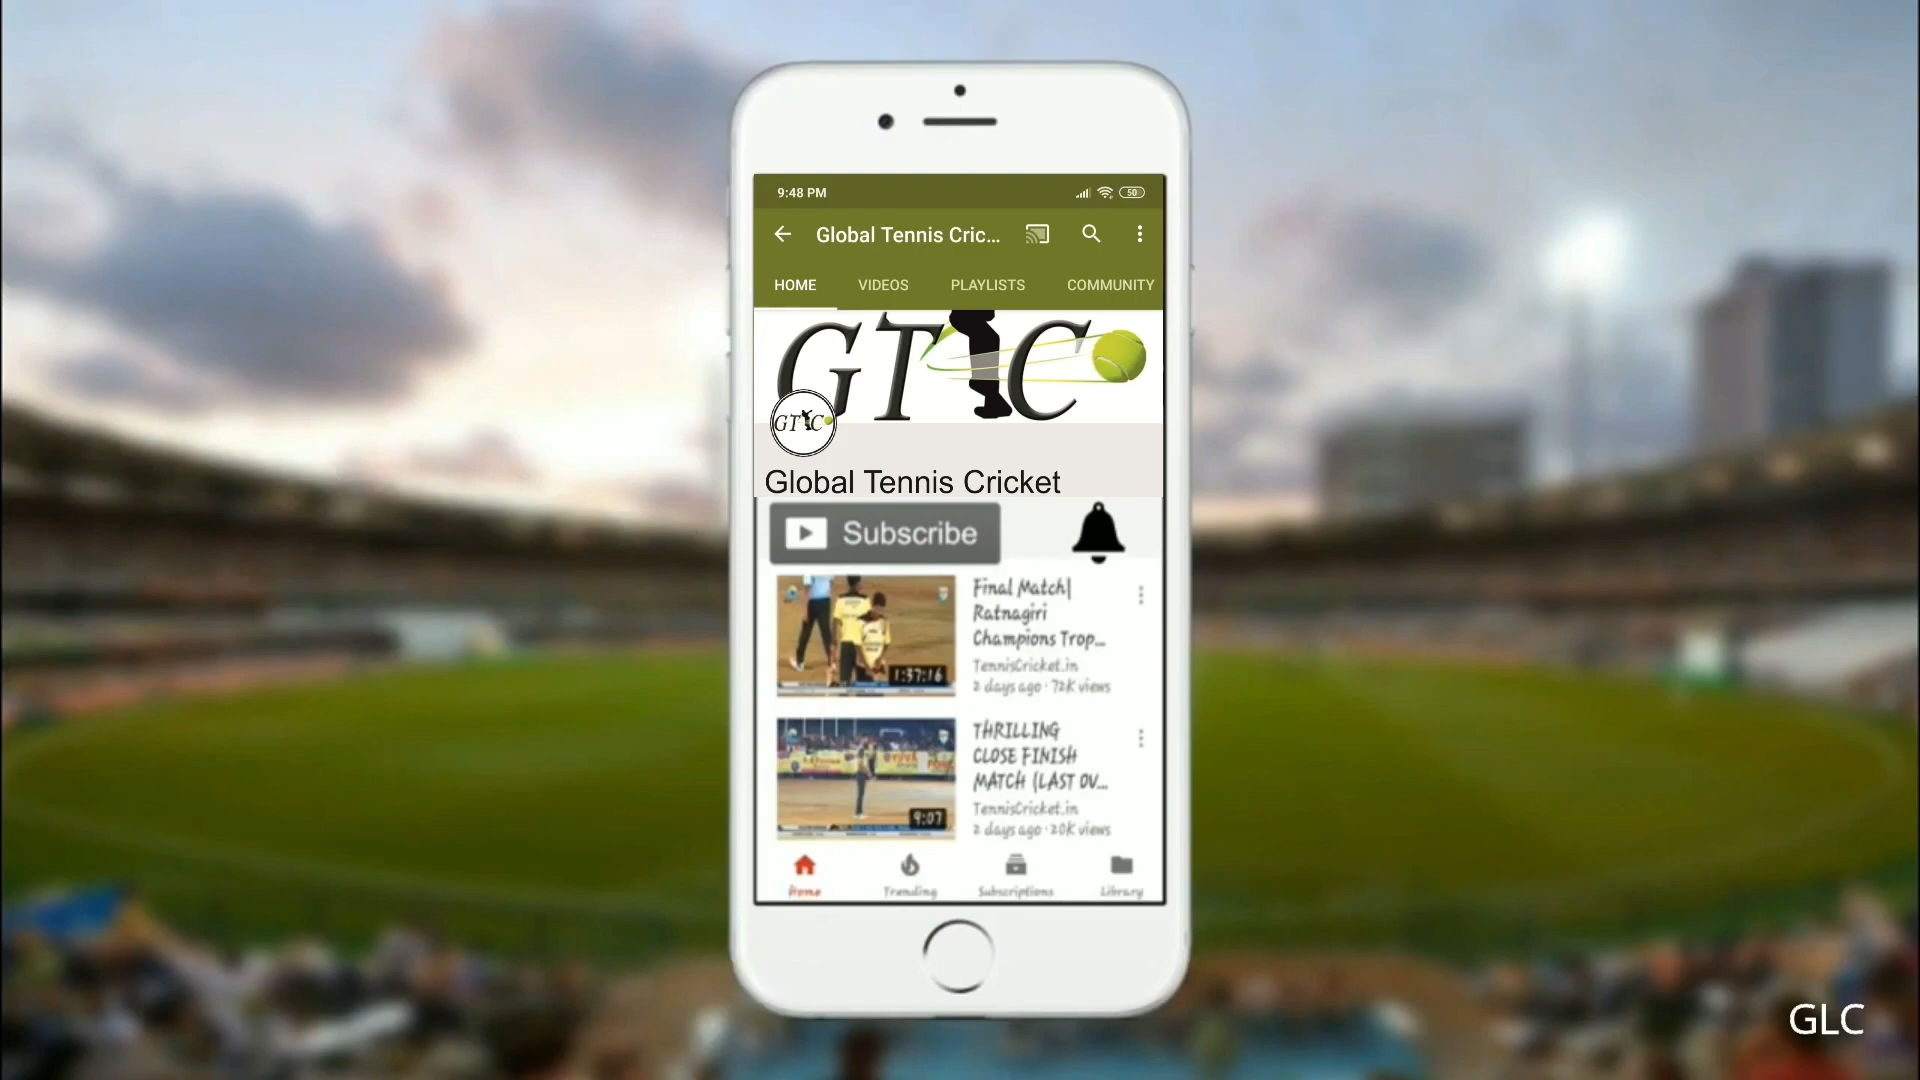 9:48 PM
50
Global Tennis Cric...
HOME VIDEOS PLAYLISTS COMMUNITY
GTC
GTC
Global Tennis Cricket
Subscribe
Final Match|
Ratnagiri
Champions Trop...
TennisCricket.in
2 days ago · 72K views
1:37:16
THRILLING
CLOSE FINISH
MATCH (LAST OV...
TennisCricket.in
2 days ago · 20K views
9:07
Home Trending Subscriptions Library
GLC